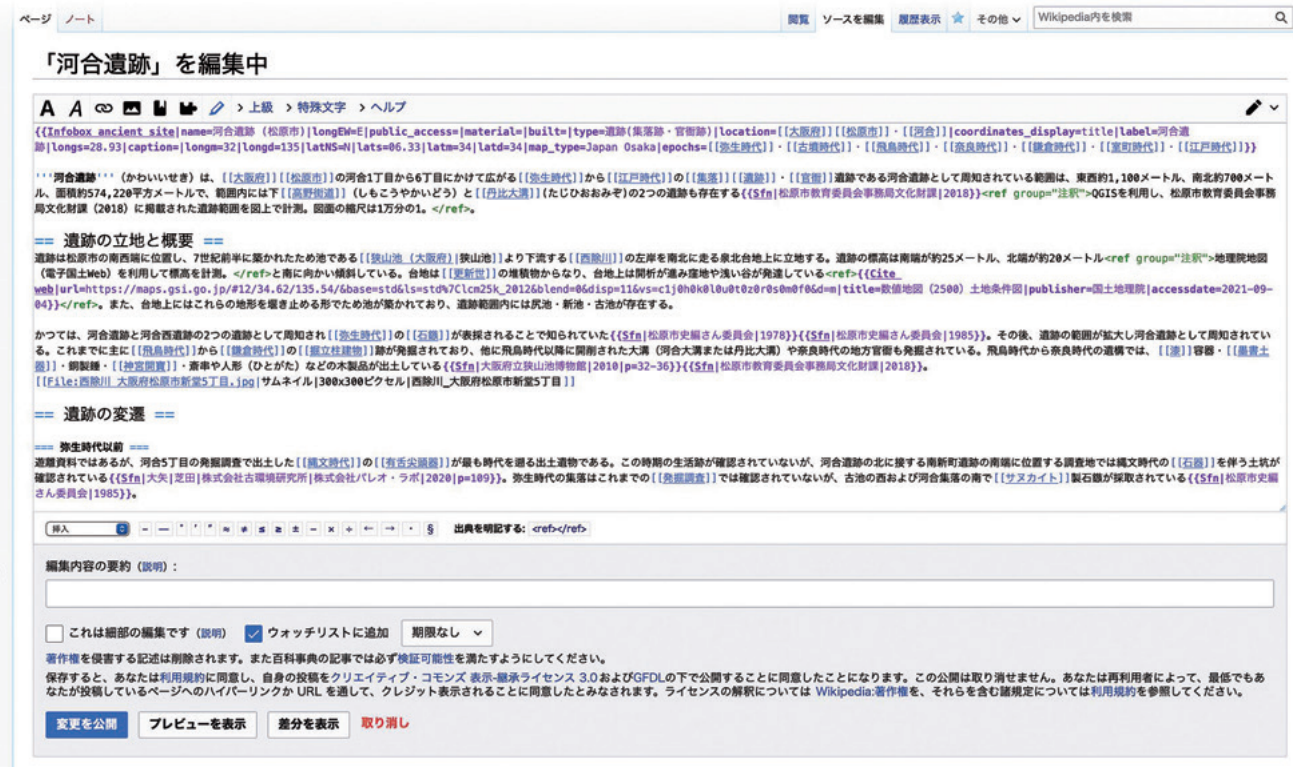 ページ ノート 閲覧 ソースを編集 履歴表示 その他 Wikipedia内を検索
「河合遺跡」を編集中
A A 上級 特殊文字 ヘルプ
{{Infobox ancient site|name=河合遺跡 (松原市)|longEW=E|public_access=|material=|built=|type=遺跡(集落跡・官衙跡)|location=[[大阪府]][[松原市]]・[[河合]]|coordinates_display=title|label=河合遺
跡|longs=28.93|caption=|longm=32|longd=135|latNS=N|lats=06.33|latm=34|latd=34|map_type=Japan Osaka|epochs=[[弥生時代]]・[[古墳時代]]・[[飛鳥時代]]・[[奈良時代]]・[[鎌倉時代]]・[[室町時代]]・[[江戸時代]]}}
'''河合遺跡'''（かわいいせき）は、[[大阪府]][[松原市]]の河合1丁目から6丁目にかけて広がる[[弥生時代]]から[[江戸時代]]の[[集落]][[遺跡]]・[[官衙]]遺跡である河合遺跡として周知されている範囲は、東西約1,100メートル、南北約700メート
ル、面積約574,220平方メートルで、範囲内には下[[高野街道]]（しもこうやかいどう）と[[丹比大溝]](たじひおおみぞ)の2つの遺跡も存在する{{Sfn|松原市教育委員会事務局文化財課|2018}}<ref group="注釈">QGISを利用し、松原市教育委員会事務
局文化財課（2018）に掲載された遺跡範囲を図上で計測。図面の縮尺は1万分の1。</ref>。
== 遺跡の立地と概要 ==
遺跡は松原市の南西端に位置し、7世紀前半に築かれたため池である[[狭山池 (大阪府)|狭山池]]より下流する[[西除川]]の左岸を南北に走る泉北台地上に立地する。遺跡の標高は南端が約25メートル、北端が約20メートル<ref group="注釈">地理院地図
（電子国土Web）を利用して標高を計測。</ref>と南に向かい傾斜している。台地は[[更新世]]の堆積物からなり、台地上は開析が進み窪地や浅い谷が発達している<ref>{{Cite
web|url=https://maps.gsi.go.jp/#12/34.62/135.54/&base=std&ls=std%7Clcm25k_2012&blend=0&disp=11&vs=c1j0h0k0l0u0t0z0r0s0m0f0&d=m|title=数値地図（2500）土地条件図|publisher=国土地理院|accessdate=2021-09-
04}}</ref>。また、台地上にはこれらの地形を堰き止める形でため池が築かれており、遺跡範囲内には尻池・新池・古池が存在する。
かつては、河合遺跡と河合西遺跡の2つの遺跡として周知され[[弥生時代]]の[[石鏃]]が表採されることで知られていた{{Sfn|松原市史編さん委員会|1978}}{{Sfn|松原市史編さん委員会|1985}}。その後、遺跡の範囲が拡大し河合遺跡として周知されてい
る。これまでに主に[[飛鳥時代]]から[[鎌倉時代]]の[[掘立柱建物]]跡が発掘されており、他に飛鳥時代以降に開削された大溝（河合大溝または丹比大溝）や奈良時代の地方官衙も発掘されている。飛鳥時代から奈良時代の遺構では、[[漆]]容器・[[墨書土
器]]・銅製鍾・[[神宮開寶]]・斎串や人形（ひとがた）などの木製品が出土している{{Sfn|大阪府立狭山池博物館|2010|p=32-36}}{{Sfn|松原市教育委員会事務局文化財課|2018}}。
[[File:西除川_大阪府松原市新堂5丁目.jpg|サムネイル|300x300ピクセル|西除川_大阪府松原市新堂5丁目]]
== 遺跡の変遷 ==
=== 弥生時代以前 ===
遊離資料ではあるが、河合5丁目の発掘調査で出土した[[縄文時代]]の[[有舌尖頭器]]が最も時代を遡る出土遺物である。この時期の生活跡が確認されていないが、河合遺跡の北に接する南新町遺跡の南端に位置する調査地では縄文時代の[[石器]]を伴う土坑が
確認されている{{Sfn|大矢|芝田|株式会社古環境研究所|株式会社パレオ・ラボ|2020|p=109}}。弥生時代の集落はこれまでの[[発掘調査]]では確認されていないが、古池の西および河合集落の南で[[サヌカイト]]製石鏃が採取されている{{Sfn|松原市史編
さん委員会|1985}}。
挿入 – — ° ′ ″ ≈ ≠ ≤ ≥ ± − × ÷ ← → · § 出典を明記する: <ref></ref>
編集内容の要約（説明）:
これは細部の編集です（説明） ウォッチリストに追加 期限なし
著作権を侵害する記述は削除されます。また百科事典の記事では必ず検証可能性を満たすようにしてください。
保存すると、あなたは利用規約に同意し、自身の投稿をクリエイティブ・コモンズ 表示-継承ライセンス 3.0およびGFDLの下で公開することに同意したことになります。この公開は取り消せません。あなたは再利用者によって、最低でもあ
なたが投稿しているページへのハイパーリンクか URL を通して、クレジット表示されることに同意したとみなされます。ライセンスの解釈については Wikipedia:著作権を、それらを含む諸規定については利用規約を参照してください。
変更を公開 プレビューを表示 差分を表示 取り消し